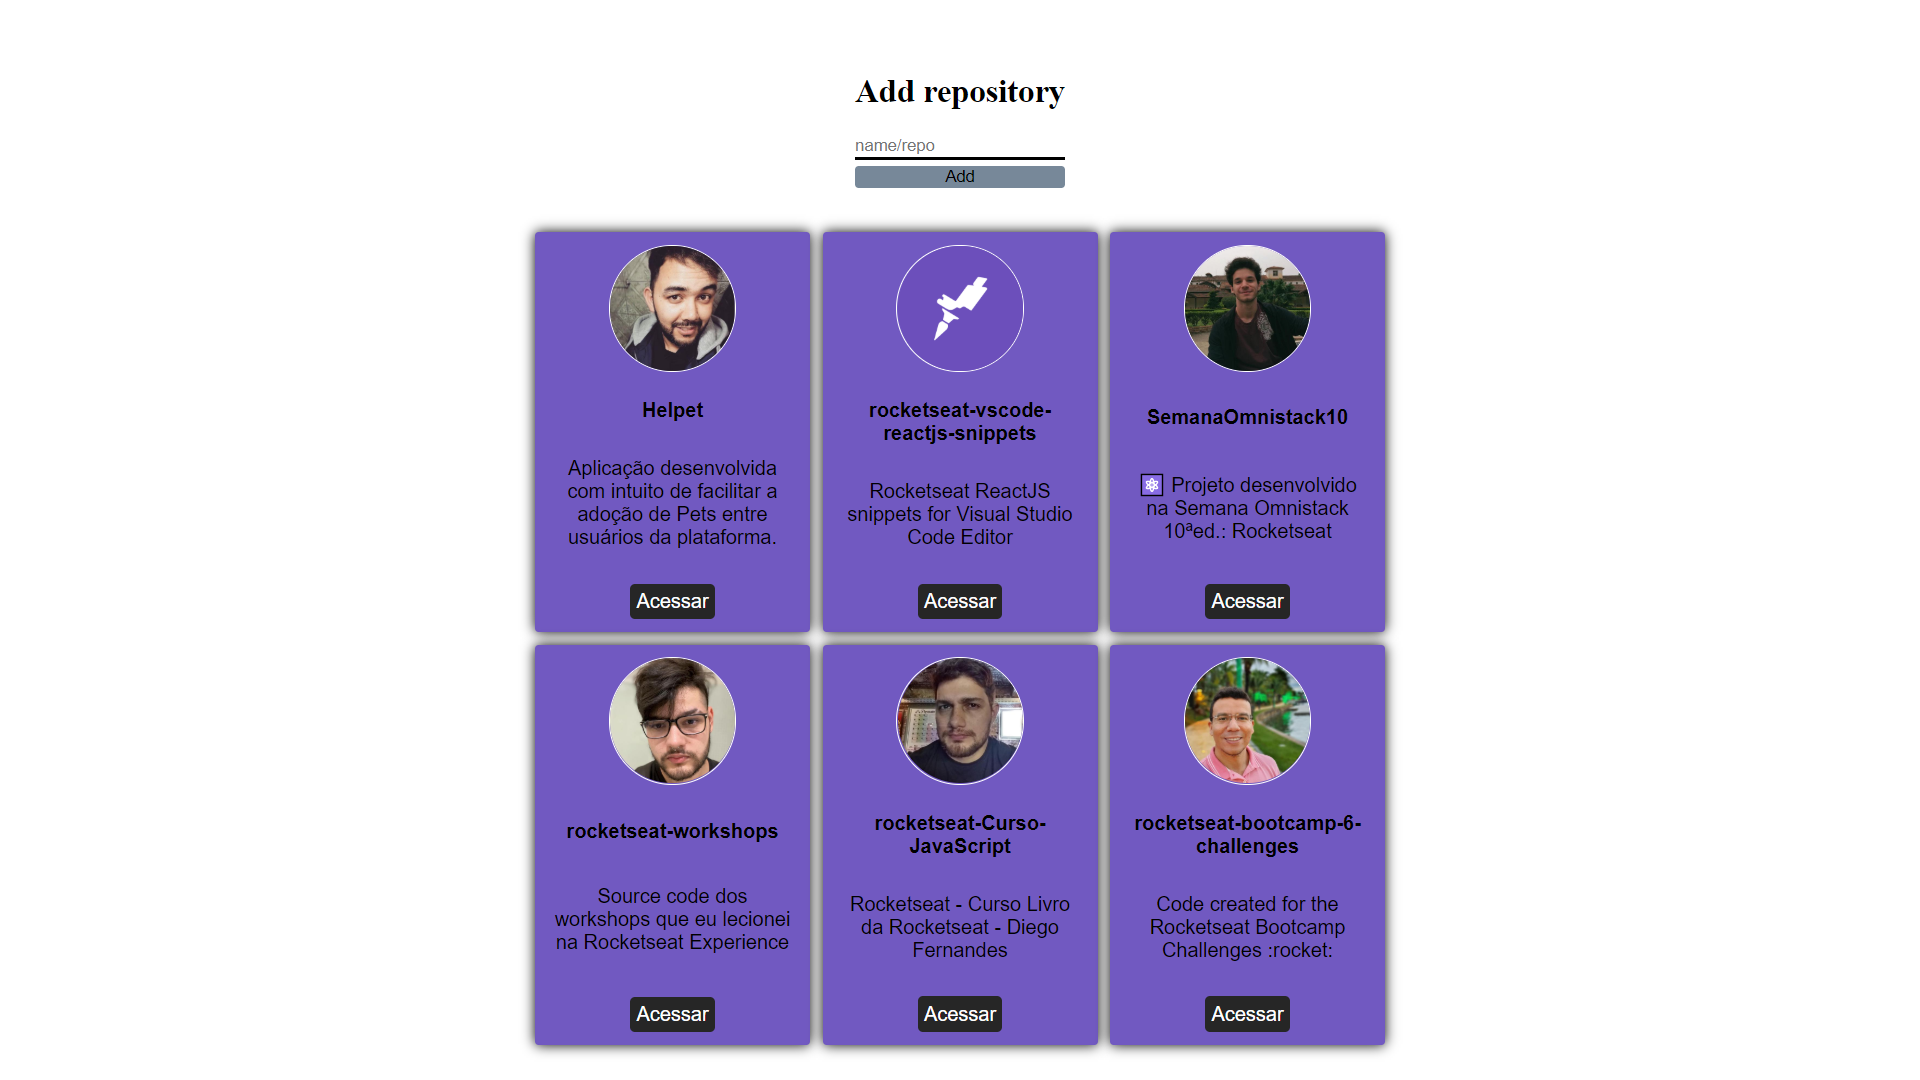 Add repository
name/repo
Add
Helpet
Aplicação desenvolvida
com intuito de facilitar a
adoção de Pets entre
usuários da plataforma.
Acessar
rocketseat-vscode-
reactjs-snippets
Rocketseat ReactJS
snippets for Visual Studio
Code Editor
Acessar
SemanaOmnistack10
⚛️ Projeto desenvolvido
na Semana Omnistack
10ªed.: Rocketseat
Acessar
rocketseat-workshops
Source code dos
workshops que eu lecionei
na Rocketseat Experience
Acessar
rocketseat-Curso-
JavaScript
Rocketseat - Curso Livro
da Rocketseat - Diego
Fernandes
Acessar
rocketseat-bootcamp-6-
challenges
Code created for the
Rocketseat Bootcamp
Challenges :rocket:
Acessar